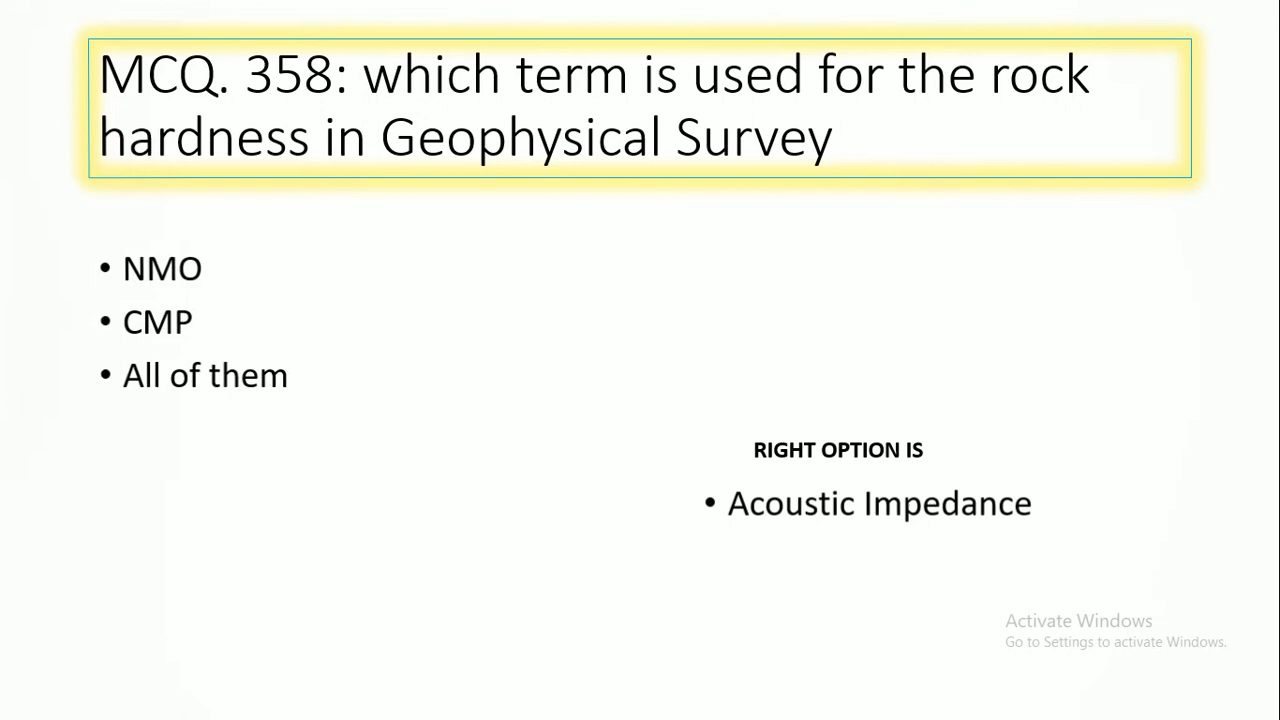 MCQ. 358: which term is used for the rock
hardness in Geophysical Survey
• NMO
• CMP
• All of them
RIGHT OPTION IS
• Acoustic Impedance
Activate Windows
Go to Settings to activate Windows.